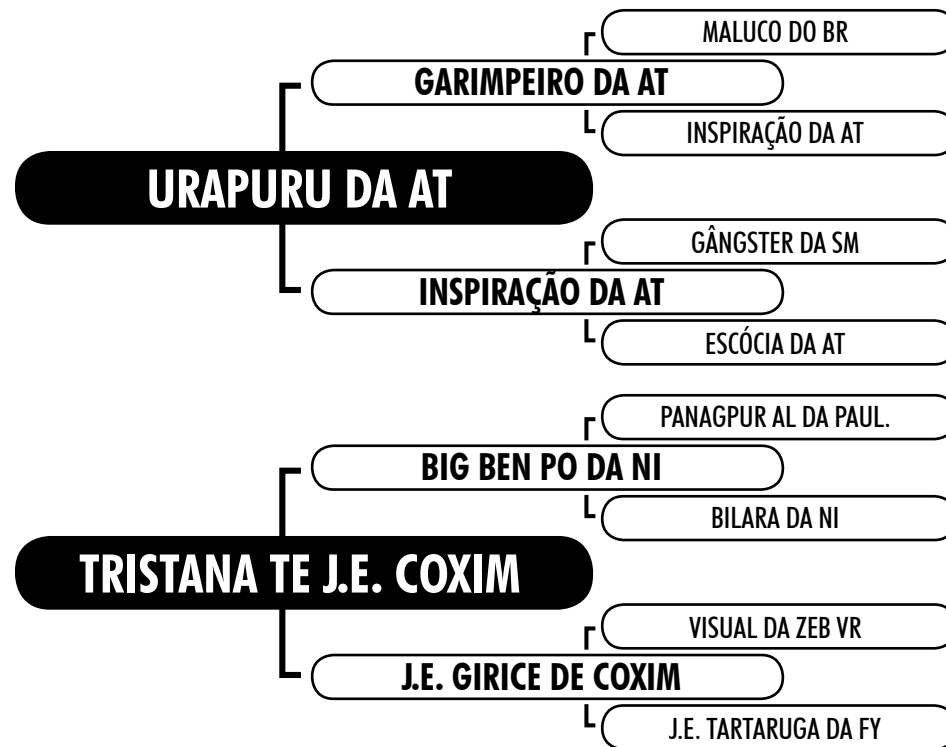 MALUCO DO BR
GARIMPEIRO DA AT
INSPIRAÇÃO DA AT
URAPURU DA AT
GÂNGSTER DA SM
INSPIRAÇÃO DA AT
ESCÓCIA DA AT
PANAGPUR AL DA PAUL.
BIG BEN PO DA NI
BILARA DA NI
TRISTANA TE J.E. COXIM
VISUAL DA ZEB VR
J.E. GIRICE DE COXIM
J.E. TARTARUGA DA FY